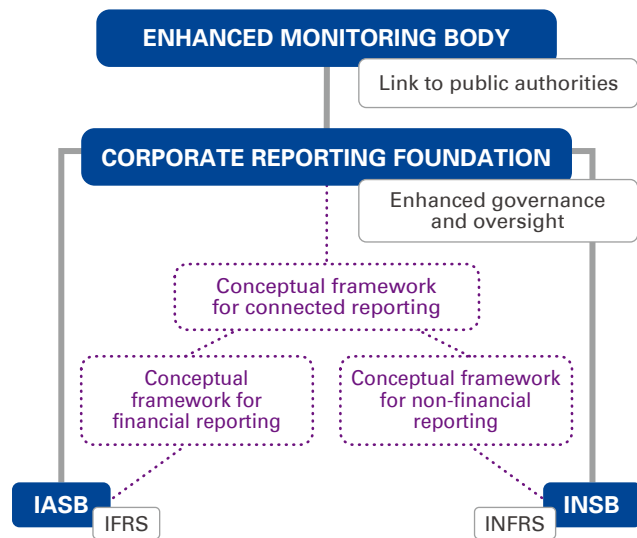 ENHANCED MONITORING BODY
Link to public authorities
CORPORATE REPORTING FOUNDATION
Enhanced governance
and oversight
Conceptual framework
for connected reporting
Conceptual
framework for
financial reporting
Conceptual framework
for non-financial
reporting
IASB
IFRS
INSB
INFRS